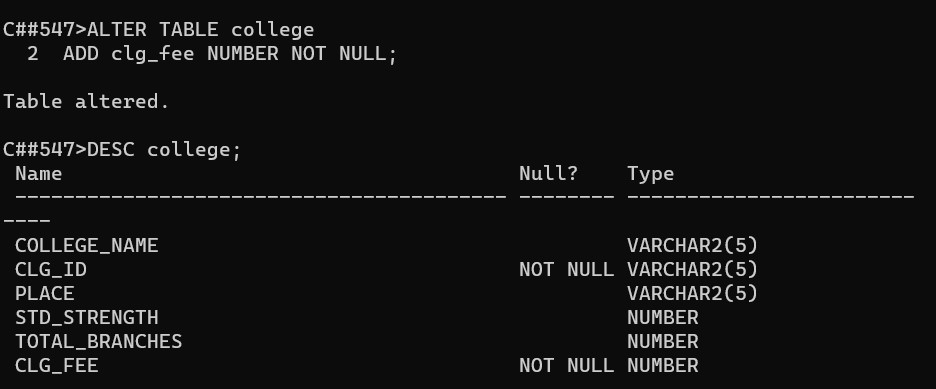 C##547>ALTER TABLE college
  2  ADD clg_fee NUMBER NOT NULL;
Table altered.
C##547>DESC college;
 Name                                      Null?    Type
 ----------------------------------------- -------- ------------------------
----
 COLLEGE_NAME                                       VARCHAR2(5)
 CLG_ID                                    NOT NULL VARCHAR2(5)
 PLACE                                              VARCHAR2(5)
 STD_STRENGTH                                       NUMBER
 TOTAL_BRANCHES                                     NUMBER
 CLG_FEE                                   NOT NULL NUMBER